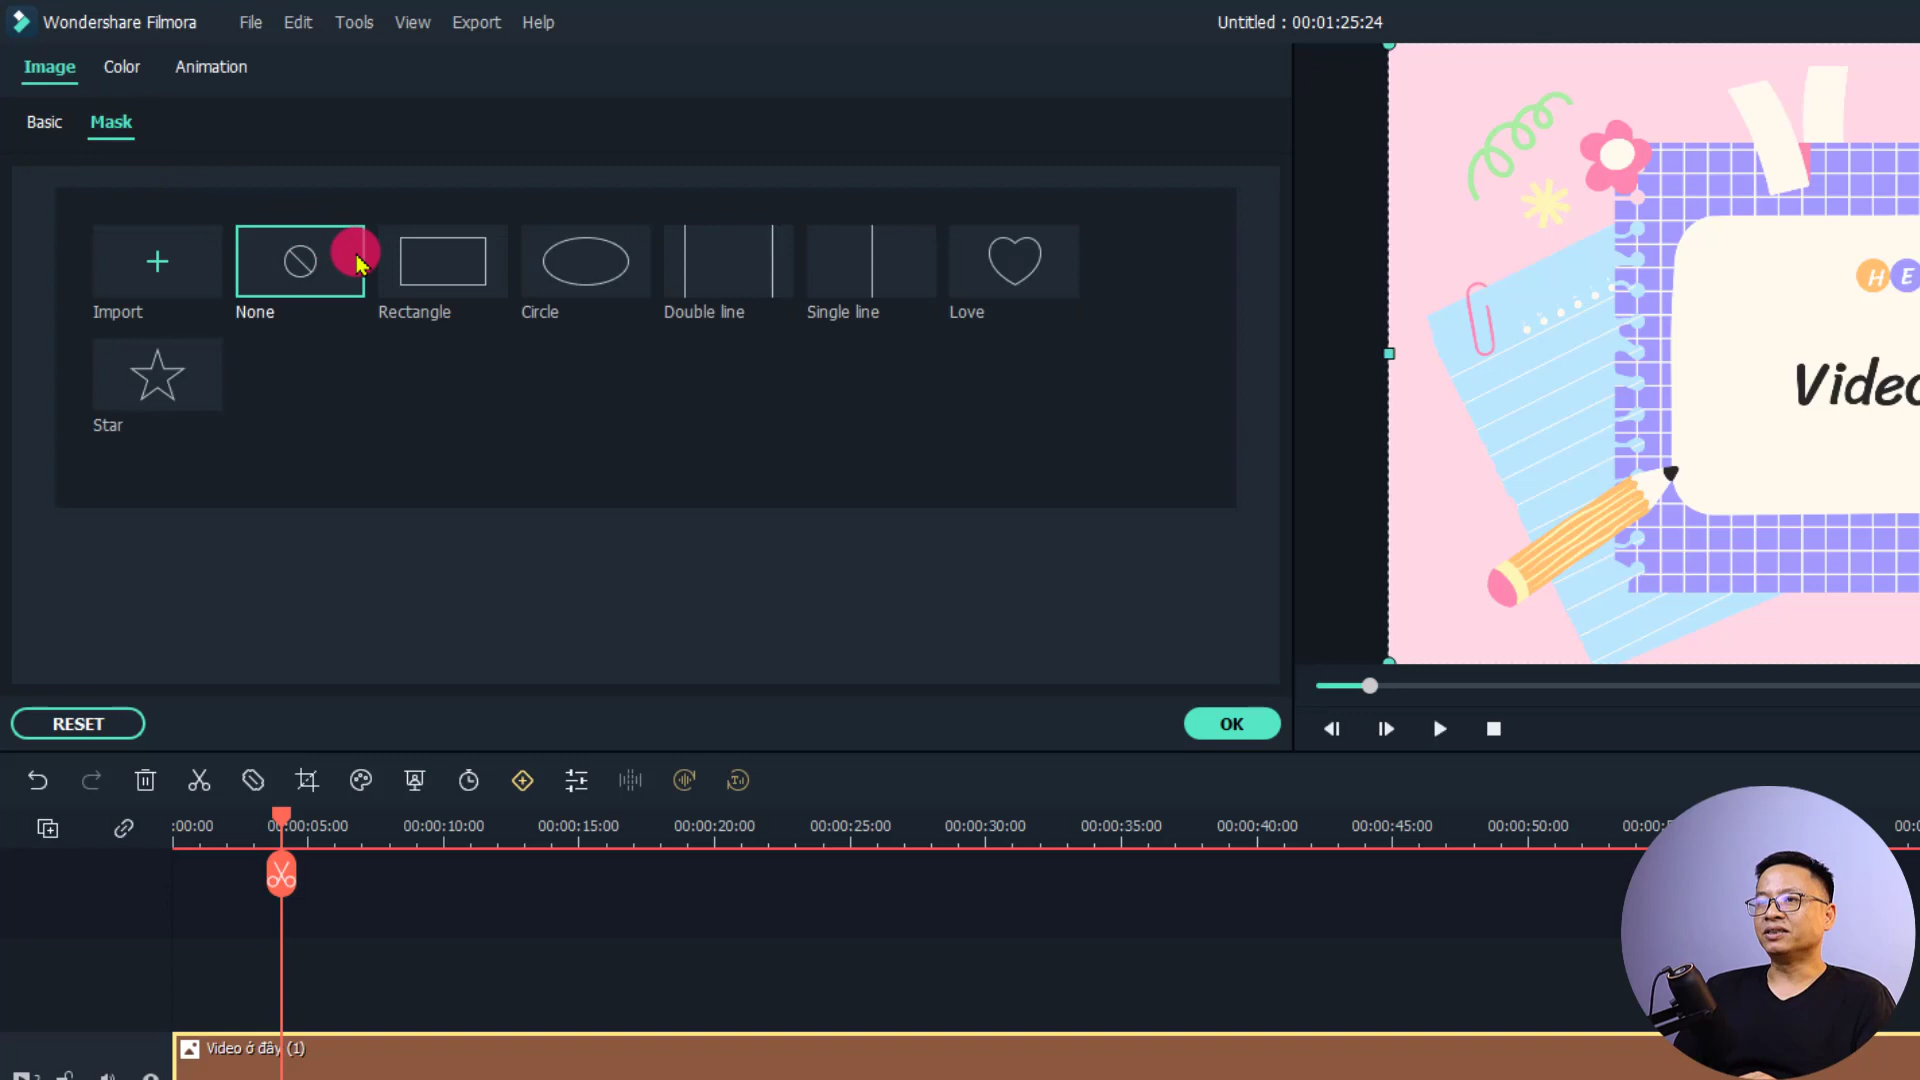 Wondershare Filmora File Edit Tools View Export Help Untitled : 00:01:25:24
Image Color Animation
Basic Mask
Import None Rectangle Circle Double line Single line Love
Star
H E
Video
RESET OK
:00:00 00:00:05:00 00:00:10:00 00:00:15:00 00:00:20:00 00:00:25:00 00:00:30:00 00:00:35:00 00:00:40:00 00:00:45:00 00:00:50:00
Video ở đây (1)